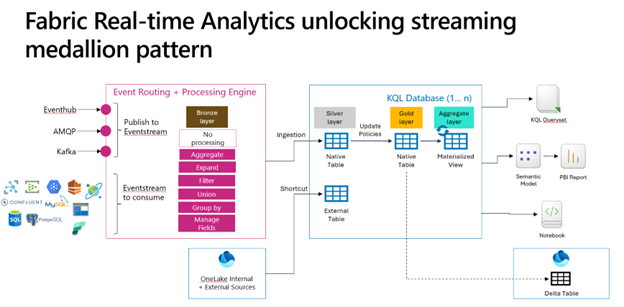 Fabric Real-time Analytics unlocking streaming
medallion pattern
Event Routing + Processing Engine
Eventhub
AMQP
Kafka
Publish to
Eventstream
Eventstream
to consume
CONFLUENT
MySQL
SQL
PostgreSQL
Bronze
layer
No
processing
Aggregate
Expand
Filter
Union
Group by
Manage
Fields
Ingestion
Shortcut
OneLake Internal
+ External Sources
KQL Database (1... n)
Silver
layer
Native
Table
Update
Policies
Gold
layer
Native
Table
Aggregate
layer
Materialized
View
External
Table
KQL Queryset
Semantic
Model
PBI Report
Notebook
Delta Table